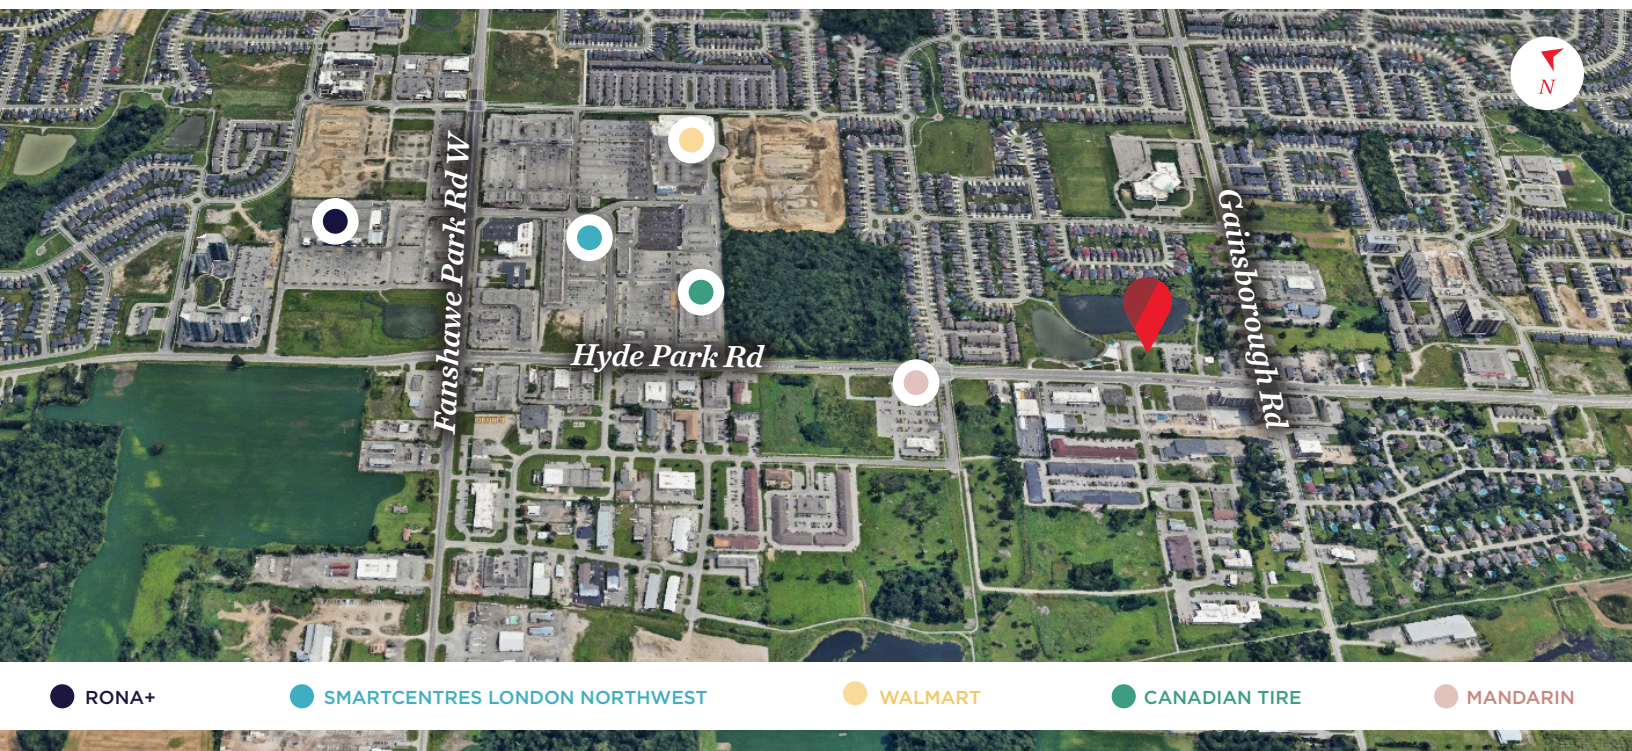 N
Fanshawe Park Rd W
Gainsborough Rd
Hyde Park Rd
RONA+
SMARTCENTRES LONDON NORTHWEST
WALMART
CANADIAN TIRE
MANDARIN